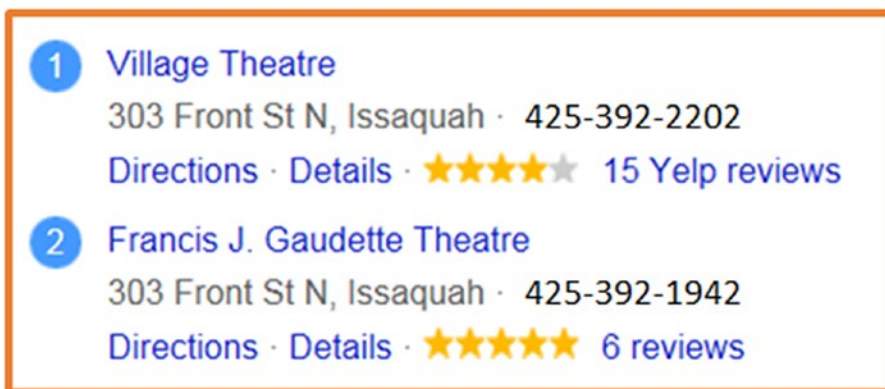 1 Village Theatre
303 Front St N, Issaquah · 425-392-2202
Directions · Details · 15 Yelp reviews
2 Francis J. Gaudette Theatre
303 Front St N, Issaquah · 425-392-1942
Directions · Details · 6 reviews